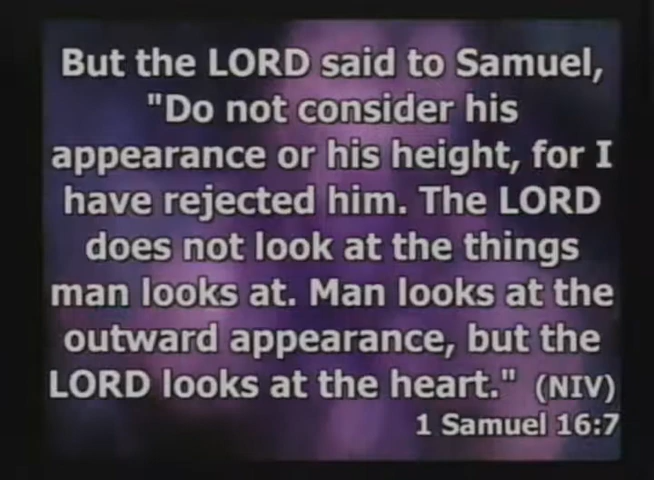 But the LORD said to Samuel,
"Do not consider his
appearance or his height, for I
have rejected him. The LORD
does not look at the things
man looks at. Man looks at the
outward appearance, but the
LORD looks at the heart." (NIV)
1 Samuel 16:7